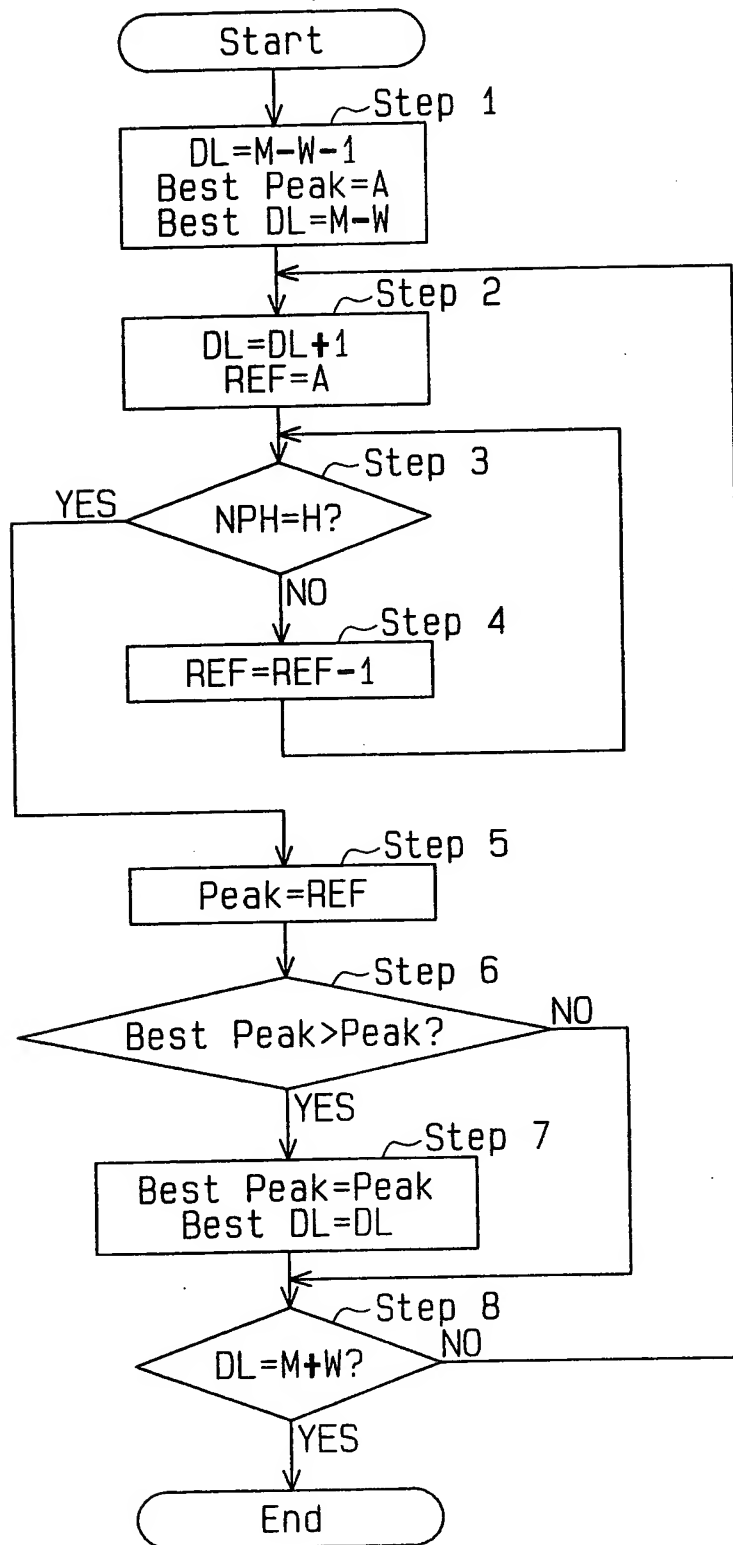 Start
Step 1
DL=M-W-1
Best Peak=A
Best DL=M-W
Step 2
DL=DL+1
REF=A
Step 3
YES
NPH=H?
NO
Step 4
REF=REF-1
Step 5
Peak=REF
Step 6
NO
Best Peak>Peak?
YES
Step 7
Best Peak=Peak
Best DL=DL
Step 8
NO
DL=M+W?
YES
End